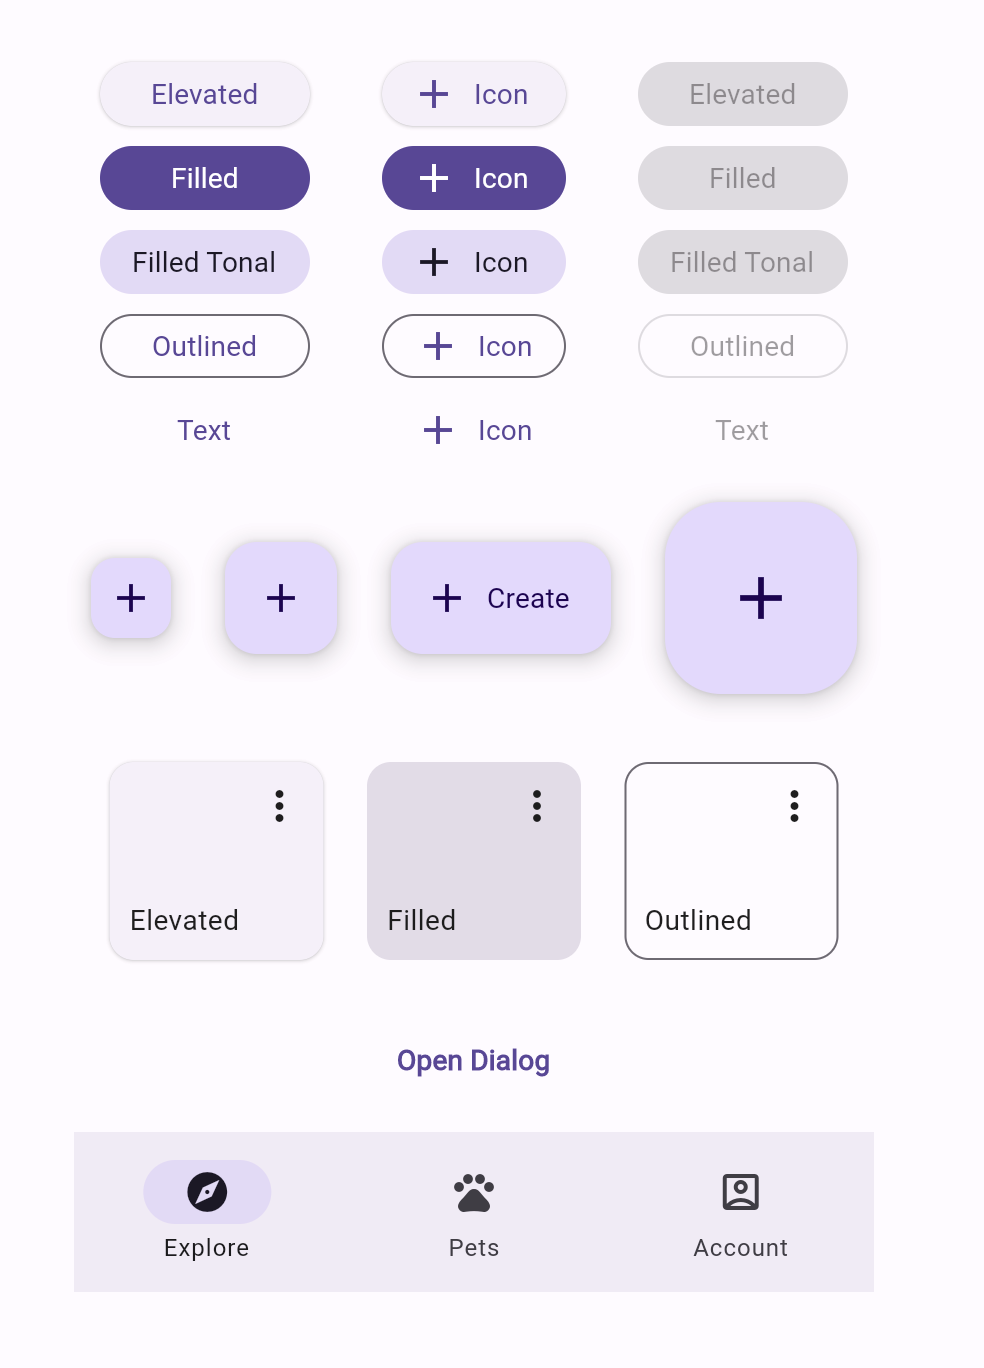 Elevated
Icon
Elevated
Filled
Icon
Filled
Filled Tonal
Icon
Filled Tonal
Outlined
Icon
Outlined
Text
Icon
Text
Create
Elevated
Filled
Outlined
Open Dialog
Explore
Pets
Account